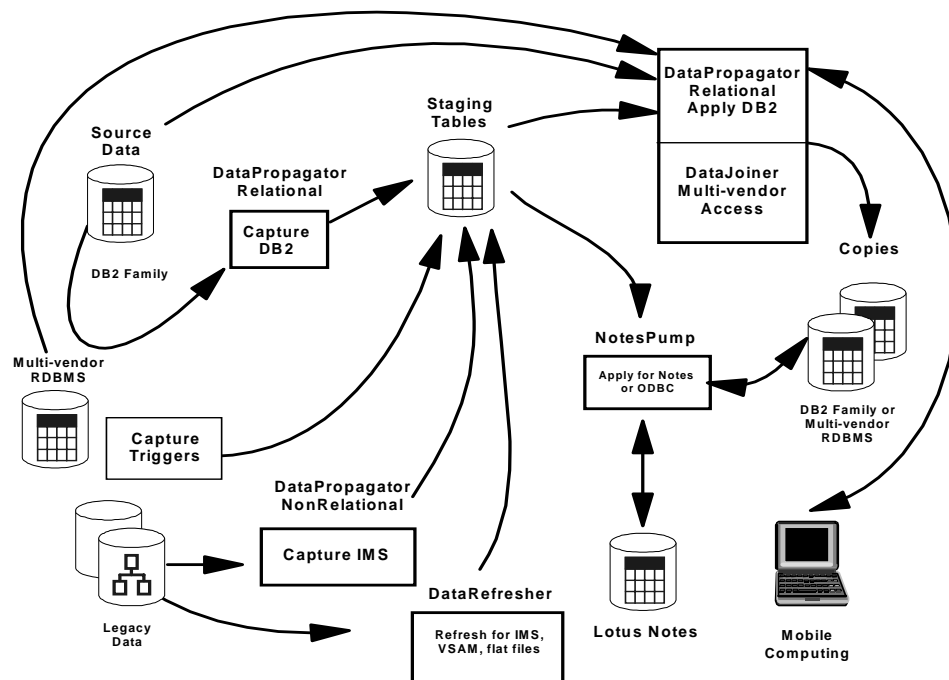 Source
Data
DB2 Family
DataPropagator
Relational
Capture
DB2
Staging
Tables
DataPropagator
Relational
Apply DB2
DataJoiner
Multi-vendor
Access
Copies
DB2 Family or
Multi-vendor
RDBMS
Multi-vendor
RDBMS
Capture
Triggers
NotesPump
Apply for Notes
or ODBC
DataPropagator
NonRelational
Capture IMS
Legacy
Data
DataRefresher
Refresh for IMS,
VSAM, flat files
Lotus Notes
Mobile
Computing